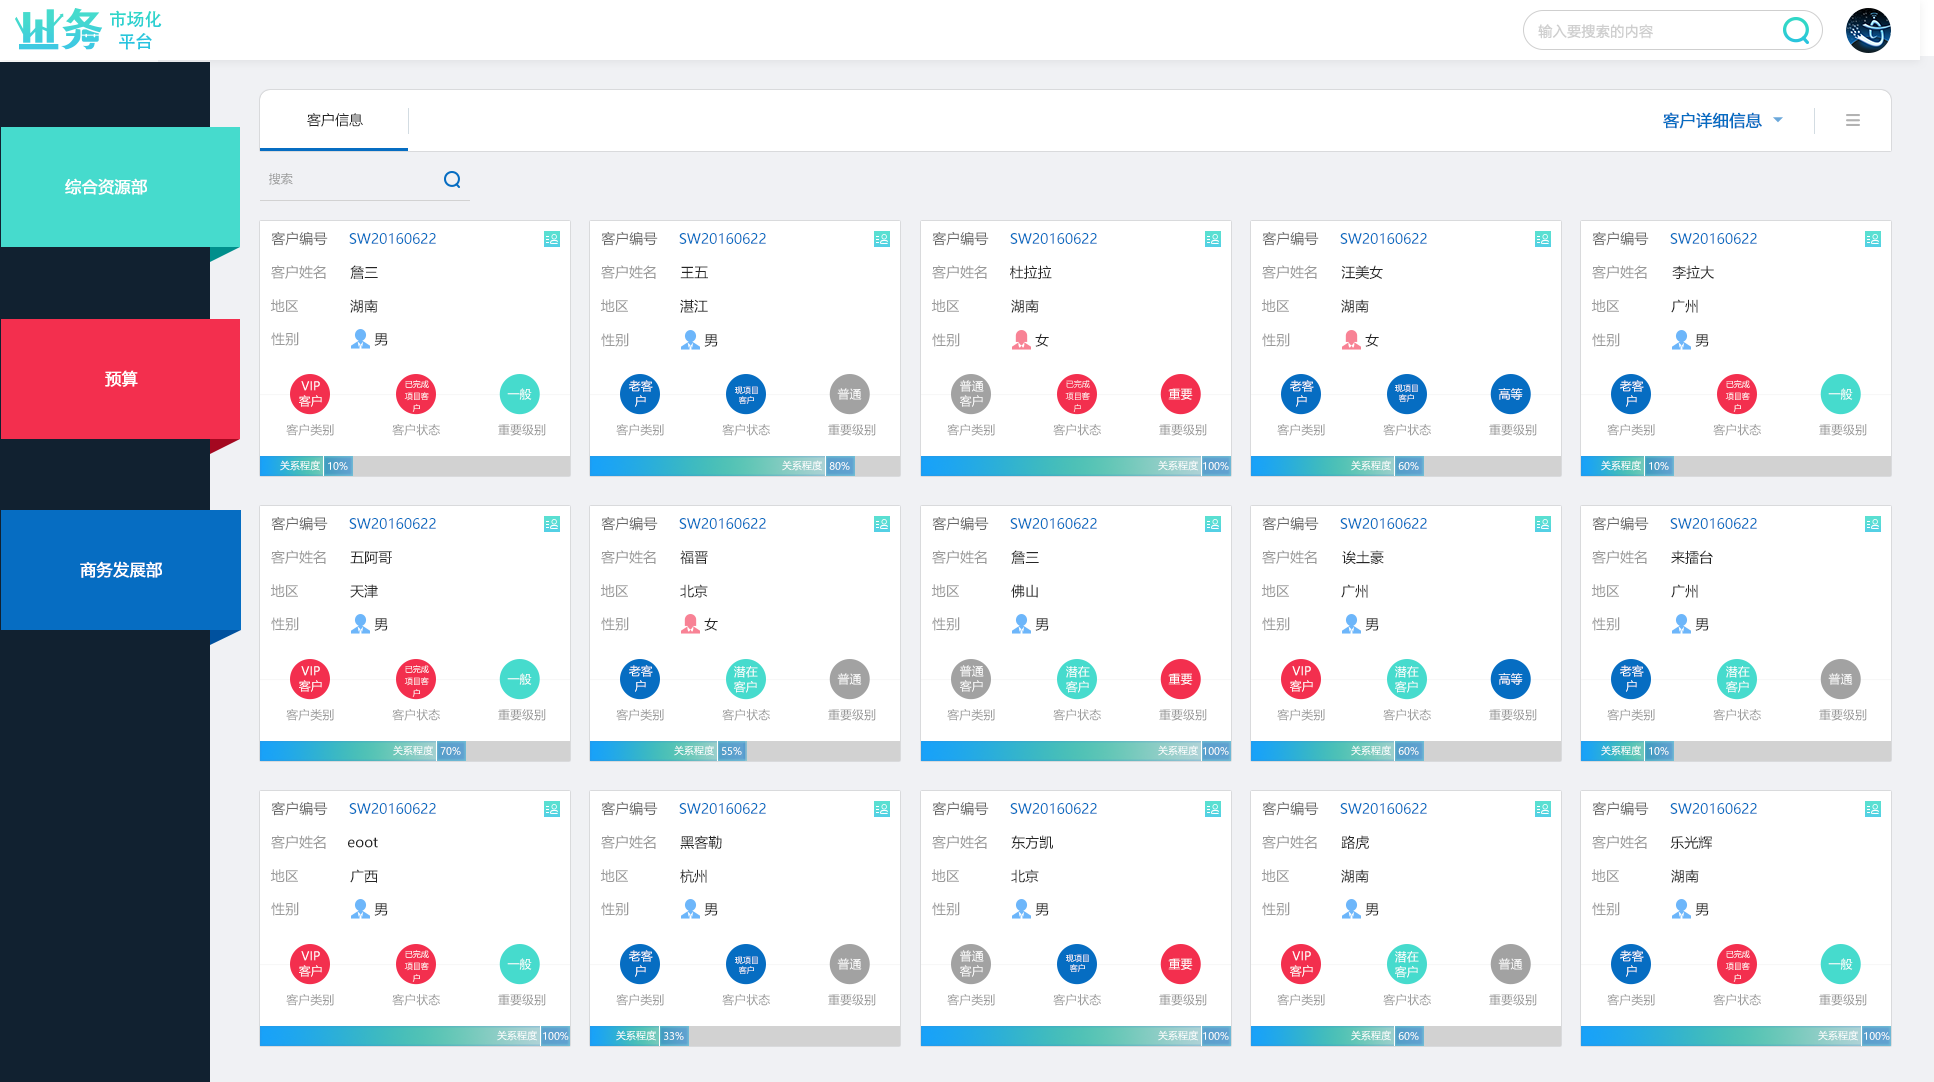 业务 市场化
平台
输入要搜索的内容
综合资源部
预算
商务发展部
客户信息
客户详细信息
搜索
客户编号 SW20160622
客户姓名 詹三
地区 湖南
性别 男
VIP
客户
已完成
项目客
户
一般
客户类别 客户状态 重要级别
关系程度 10%
客户编号 SW20160622
客户姓名 王五
地区 湛江
性别 男
老客
户
现项目
客户
普通
客户类别 客户状态 重要级别
关系程度 80%
客户编号 SW20160622
客户姓名 杜拉拉
地区 湖南
性别 女
普通
客户
已完成
项目客
户
重要
客户类别 客户状态 重要级别
关系程度 100%
客户编号 SW20160622
客户姓名 汪美女
地区 湖南
性别 女
老客
户
现项目
客户
高等
客户类别 客户状态 重要级别
关系程度 60%
客户编号 SW20160622
客户姓名 李拉大
地区 广州
性别 男
老客
户
已完成
项目客
户
一般
客户类别 客户状态 重要级别
关系程度 10%
客户编号 SW20160622
客户姓名 五阿哥
地区 天津
性别 男
VIP
客户
已完成
项目客
户
一般
客户类别 客户状态 重要级别
关系程度 70%
客户编号 SW20160622
客户姓名 福晋
地区 北京
性别 女
老客
户
潜在
客户
普通
客户类别 客户状态 重要级别
关系程度 55%
客户编号 SW20160622
客户姓名 詹三
地区 佛山
性别 男
普通
客户
潜在
客户
重要
客户类别 客户状态 重要级别
关系程度 100%
客户编号 SW20160622
客户姓名 诶土豪
地区 广州
性别 男
VIP
客户
潜在
客户
高等
客户类别 客户状态 重要级别
关系程度 60%
客户编号 SW20160622
客户姓名 来擂台
地区 广州
性别 男
老客
户
潜在
客户
普通
客户类别 客户状态 重要级别
关系程度 10%
客户编号 SW20160622
客户姓名 eoot
地区 广西
性别 男
VIP
客户
已完成
项目客
户
一般
客户类别 客户状态 重要级别
关系程度 100%
客户编号 SW20160622
客户姓名 黑客勒
地区 杭州
性别 男
老客
户
现项目
客户
普通
客户类别 客户状态 重要级别
关系程度 33%
客户编号 SW20160622
客户姓名 东方凯
地区 北京
性别 男
普通
客户
现项目
客户
重要
客户类别 客户状态 重要级别
关系程度 100%
客户编号 SW20160622
客户姓名 路虎
地区 湖南
性别 男
VIP
客户
潜在
客户
普通
客户类别 客户状态 重要级别
关系程度 60%
客户编号 SW20160622
客户姓名 乐光辉
地区 湖南
性别 男
老客
户
已完成
项目客
户
一般
客户类别 客户状态 重要级别
关系程度 100%